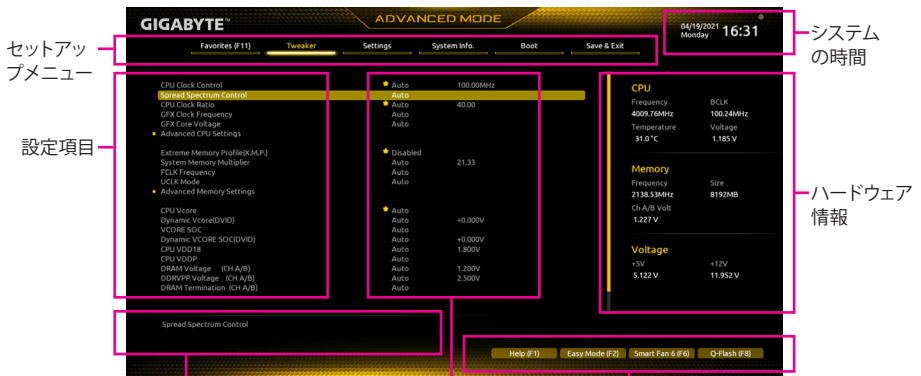 GIGABYTE™
ADVANCED MODE
04/19/2021
Monday
16:31
システム
の時間
セットアッ
プメニュー
Favorites (F11) Tweaker Settings System Info. Boot Save & Exit
設定項目
CPU Clock Control Auto 100.00MHz
Spread Spectrum Control Auto
CPU Clock Ratio Auto 40.00
GFX Clock Frequency Auto
GFX Core Voltage Auto
Advanced CPU Settings
Extreme Memory Profile(X.M.P.) Disabled
System Memory Multiplier Auto 21.33
FCLK Frequency Auto
UCLK Mode Auto
Advanced Memory Settings
CPU Vcore Auto
Dynamic Vcore(DVID) Auto +0.000V
VCORE SOC Auto
Dynamic VCORE SOC(DVID) Auto +0.000V
CPU VDD18 Auto 1.800V
CPU VDDP Auto
DRAM Voltage (CH A/B) Auto 1.200V
DDRVPP Voltage (CH A/B) Auto 2.500V
DRAM Termination (CH A/B) Auto
CPU
Frequency BCLK
4009.76MHz 100.24MHz
Temperature Voltage
31.0 °C 1.185 V
Memory
Frequency Size
2138.53MHz 8192MB
Ch A/B Volt
1.227 V
Voltage
+5V +12V
5.122 V 11.952 V
ハードウェア
情報
Spread Spectrum Control
Help (F1) Easy Mode (F2) Smart Fan 6 (F6) Q-Flash (F8)